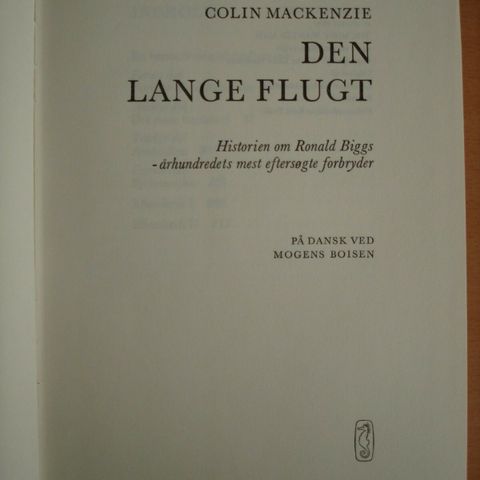 COLIN MACKENZIE
DEN
LANGE FLUGT
Historien om Ronald Biggs
- århundredets mest eftersøgte forbryder
PÅ DANSK VED
MOGENS BOISEN